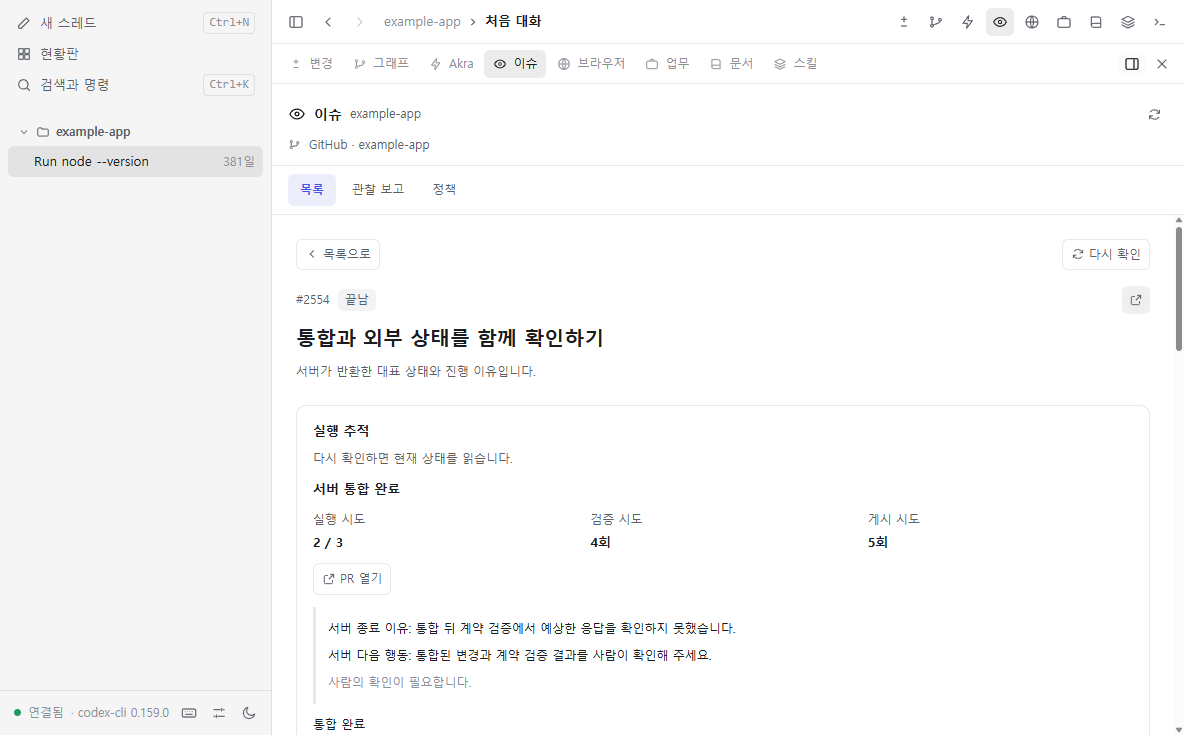 새 스레드 Ctrl+N
현황판
검색과 명령 Ctrl+K
example-app
Run node --version 381일
연결됨 · codex-cli 0.159.0
example-app › 처음 대화
변경 그래프 Akra 이슈 브라우저 업무 문서 스킬
이슈 example-app
GitHub · example-app
목록 관찰 보고 정책
목록으로 다시 확인
#2554 끝남
통합과 외부 상태를 함께 확인하기
서버가 반환한 대표 상태와 진행 이유입니다.
실행 추적
다시 확인하면 현재 상태를 읽습니다.
서버 통합 완료
실행 시도 검증 시도 게시 시도
2 / 3 4회 5회
PR 열기
서버 종료 이유: 통합 뒤 계약 검증에서 예상한 응답을 확인하지 못했습니다.
서버 다음 행동: 통합된 변경과 계약 검증 결과를 사람이 확인해 주세요.
사람의 확인이 필요합니다.
통합 완료